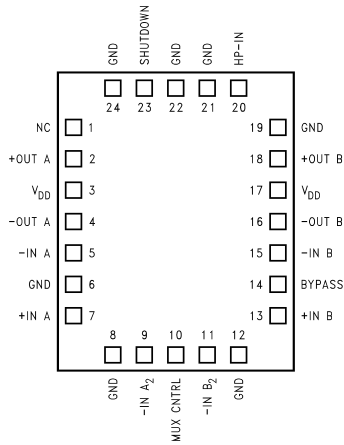 GND
SHUTDOWN
GND
GND
HP-IN
24 23 22 21 20
NC 1 19 GND
+OUT A 2 18 +OUT B
VDD 3 17 VDD
-OUT A 4 16 -OUT B
-IN A 5 15 -IN B
GND 6 14 BYPASS
+IN A 7 13 +IN B
8 9 10 11 12
GND
-IN A2
MUX CNTRL
-IN B2
GND